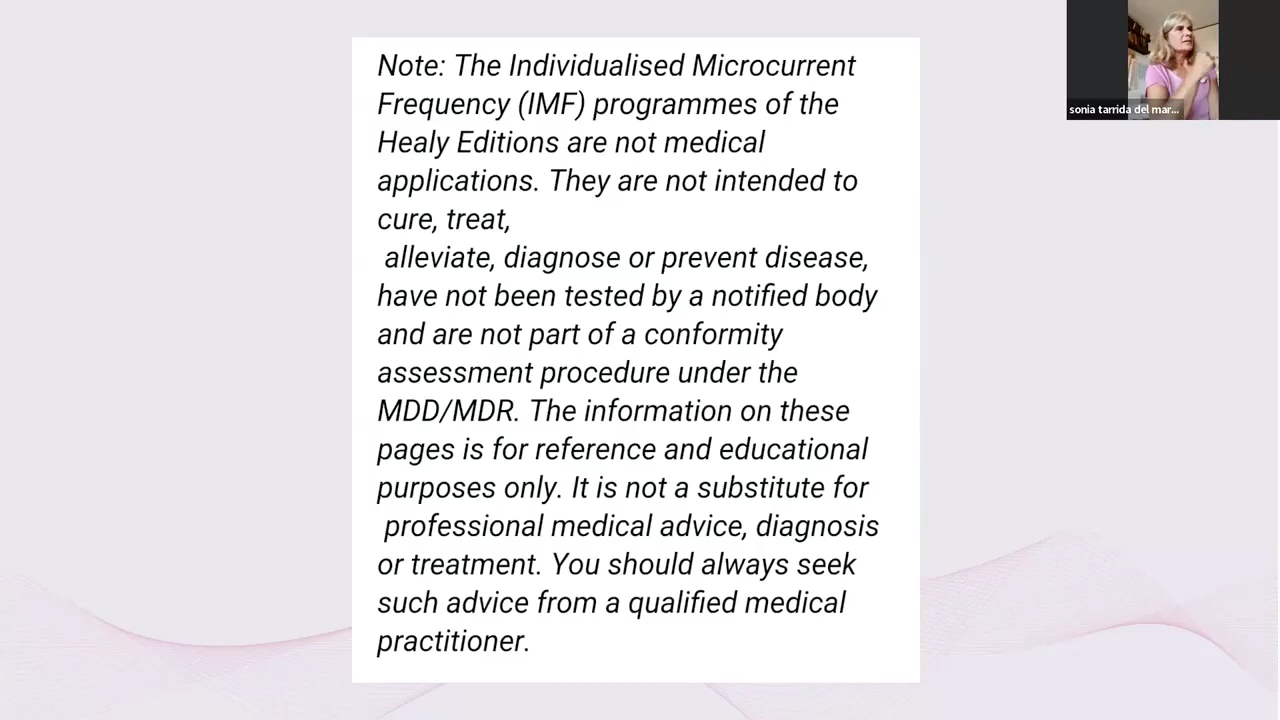 Note: The Individualised Microcurrent
Frequency (IMF) programmes of the
Healy Editions are not medical
applications. They are not intended to
cure, treat,
alleviate, diagnose or prevent disease,
have not been tested by a notified body
and are not part of a conformity
assessment procedure under the
MDD/MDR. The information on these
pages is for reference and educational
purposes only. It is not a substitute for
professional medical advice, diagnosis
or treatment. You should always seek
such advice from a qualified medical
practitioner.
sonia tarrida del mar...